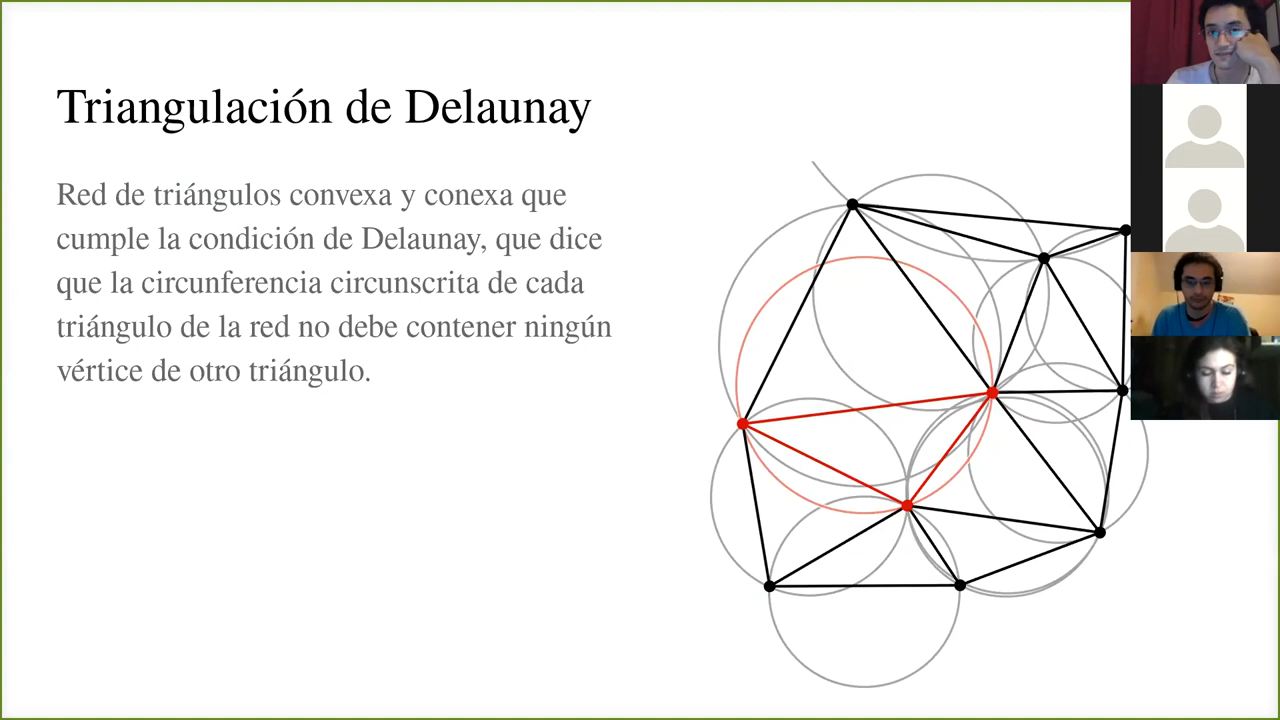 Triangulación de Delaunay
Red de triángulos convexa y conexa que
cumple la condición de Delaunay, que dice
que la circunferencia circunscrita de cada
triángulo de la red no debe contener ningún
vértice de otro triángulo.